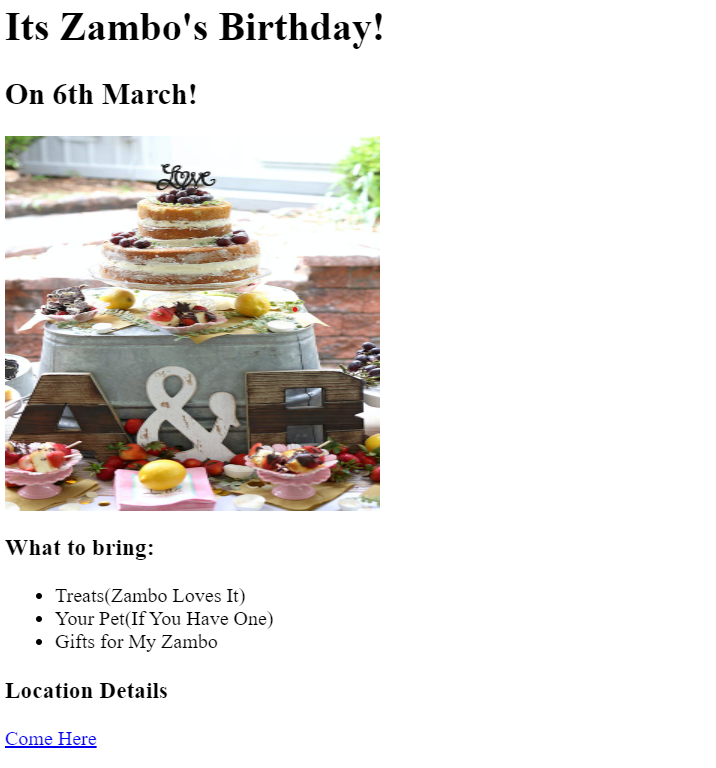 Its Zambo's Birthday!
On 6th March!
Love
A & B
What to bring:
Treats(Zambo Loves It)
Your Pet(If You Have One)
Gifts for My Zambo
Location Details
Come Here